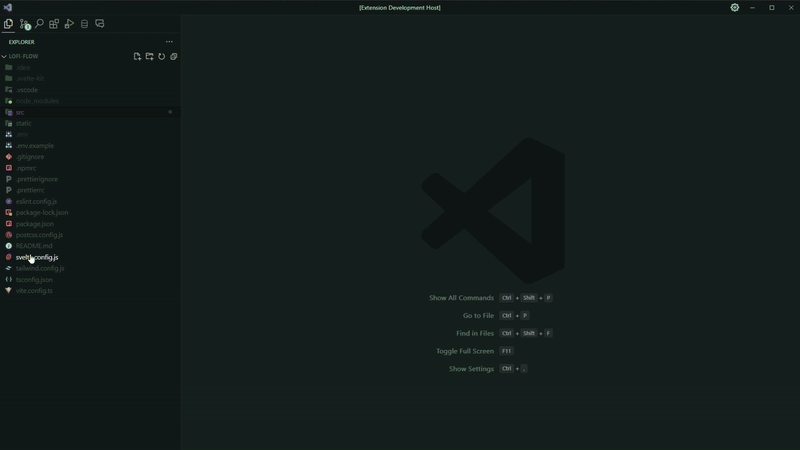 [Extension Development Host]
EXPLORER
LOFI-FLOW
.idea
.svelte-kit
.vscode
node_modules
src
static
.env
.env.example
.gitignore
.npmrc
.prettierignore
.prettierrc
eslint.config.js
package-lock.json
package.json
postcss.config.js
README.md
svelte.config.js
tailwind.config.js
tsconfig.json
vite.config.ts
Show All Commands Ctrl + Shift + P
Go to File Ctrl + P
Find in Files Ctrl + Shift + F
Toggle Full Screen F11
Show Settings Ctrl + ,